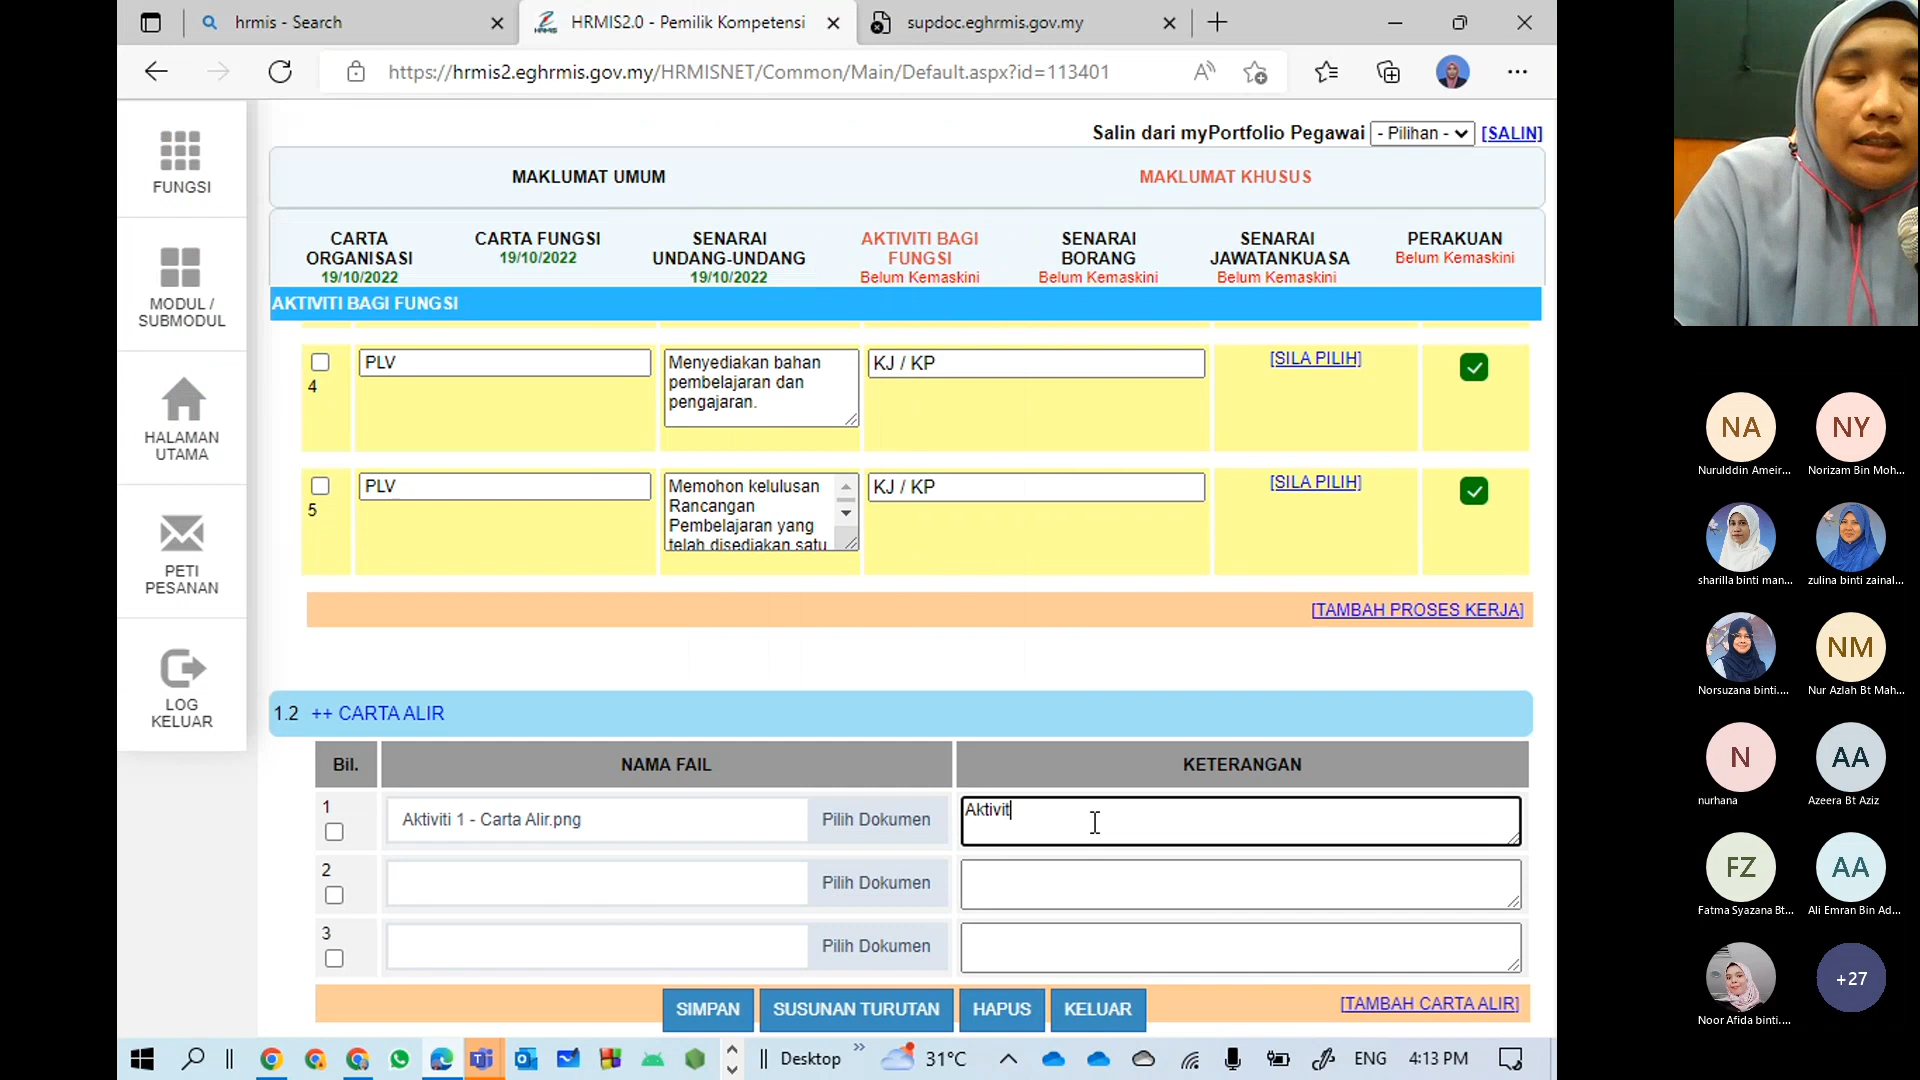 hrmis - Search
HRMIS2.0 - Pemilik Kompetensi
supdoc.eghrmis.gov.my
https://hrmis2.eghrmis.gov.my/HRMISNET/Common/Main/Default.aspx?id=113401
FUNGSI
MODUL /
SUBMODUL
HALAMAN
UTAMA
PETI
PESANAN
LOG
KELUAR
Salin dari myPortfolio Pegawai - Pilihan - [SALIN]
MAKLUMAT UMUM
MAKLUMAT KHUSUS
CARTA
ORGANISASI
19/10/2022
CARTA FUNGSI
19/10/2022
SENARAI
UNDANG-UNDANG
19/10/2022
AKTIVITI BAGI
FUNGSI
Belum Kemaskini
SENARAI
BORANG
Belum Kemaskini
SENARAI
JAWATANKUASA
Belum Kemaskini
PERAKUAN
Belum Kemaskini
AKTIVITI BAGI FUNGSI
4
PLV
Menyediakan bahan
pembelajaran dan
pengajaran.
KJ / KP
[SILA PILIH]
5
PLV
Memohon kelulusan
Rancangan
Pembelajaran yang
telah disediakan satu
KJ / KP
[SILA PILIH]
[TAMBAH PROSES KERJA]
1.2 ++ CARTA ALIR
Bil.
NAMA FAIL
KETERANGAN
1
Aktiviti 1 - Carta Alir.png
Pilih Dokumen
Aktivit
2
Pilih Dokumen
3
Pilih Dokumen
SIMPAN
SUSUNAN TURUTAN
HAPUS
KELUAR
[TAMBAH CARTA ALIR]
Desktop
31°C
ENG
4:13 PM
NA
Nurulddin Ameir...
NY
Norizam Bin Moh...
sharilla binti man...
zulina binti zainal...
Norsuzana binti....
NM
Nur Azlah Bt Mah...
N
nurhana
AA
Azeera Bt Aziz
FZ
Fatma Syazana Bt...
AA
Ali Emran Bin Ad...
Noor Afida binti....
+27